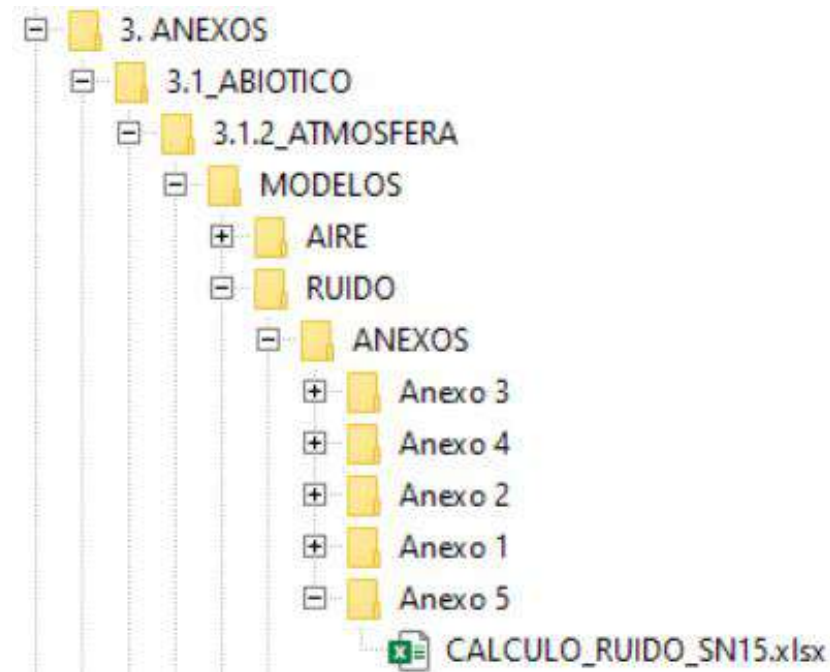 3. ANEXOS
3.1_ABIOTICO
3.1.2_ATMOSFERA
MODELOS
AIRE
RUIDO
ANEXOS
Anexo 3
Anexo 4
Anexo 2
Anexo 1
Anexo 5
CALCULO_RUIDO_SN15.xlsx